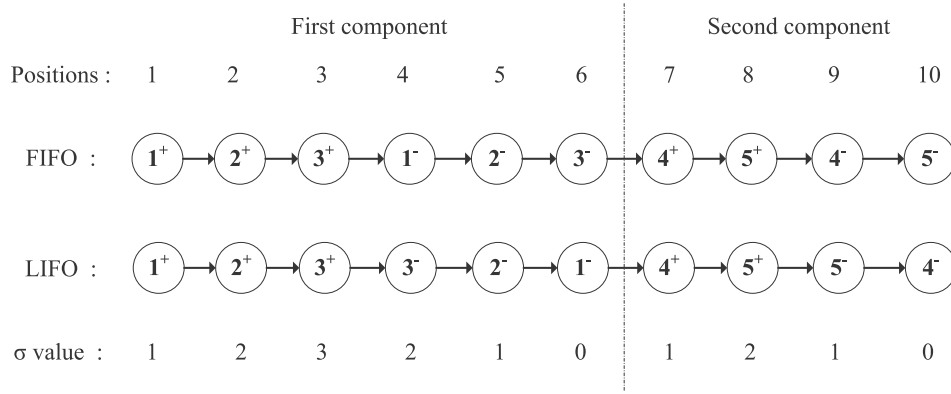 First component Second component
Positions : 1 2 3 4 5 6 7 8 9 10
FIFO : 1⁺ 2⁺ 3⁺ 1⁻ 2⁻ 3⁻ 4⁺ 5⁺ 4⁻ 5⁻
LIFO : 1⁺ 2⁺ 3⁺ 3⁻ 2⁻ 1⁻ 4⁺ 5⁺ 5⁻ 4⁻
σ value : 1 2 3 2 1 0 1 2 1 0